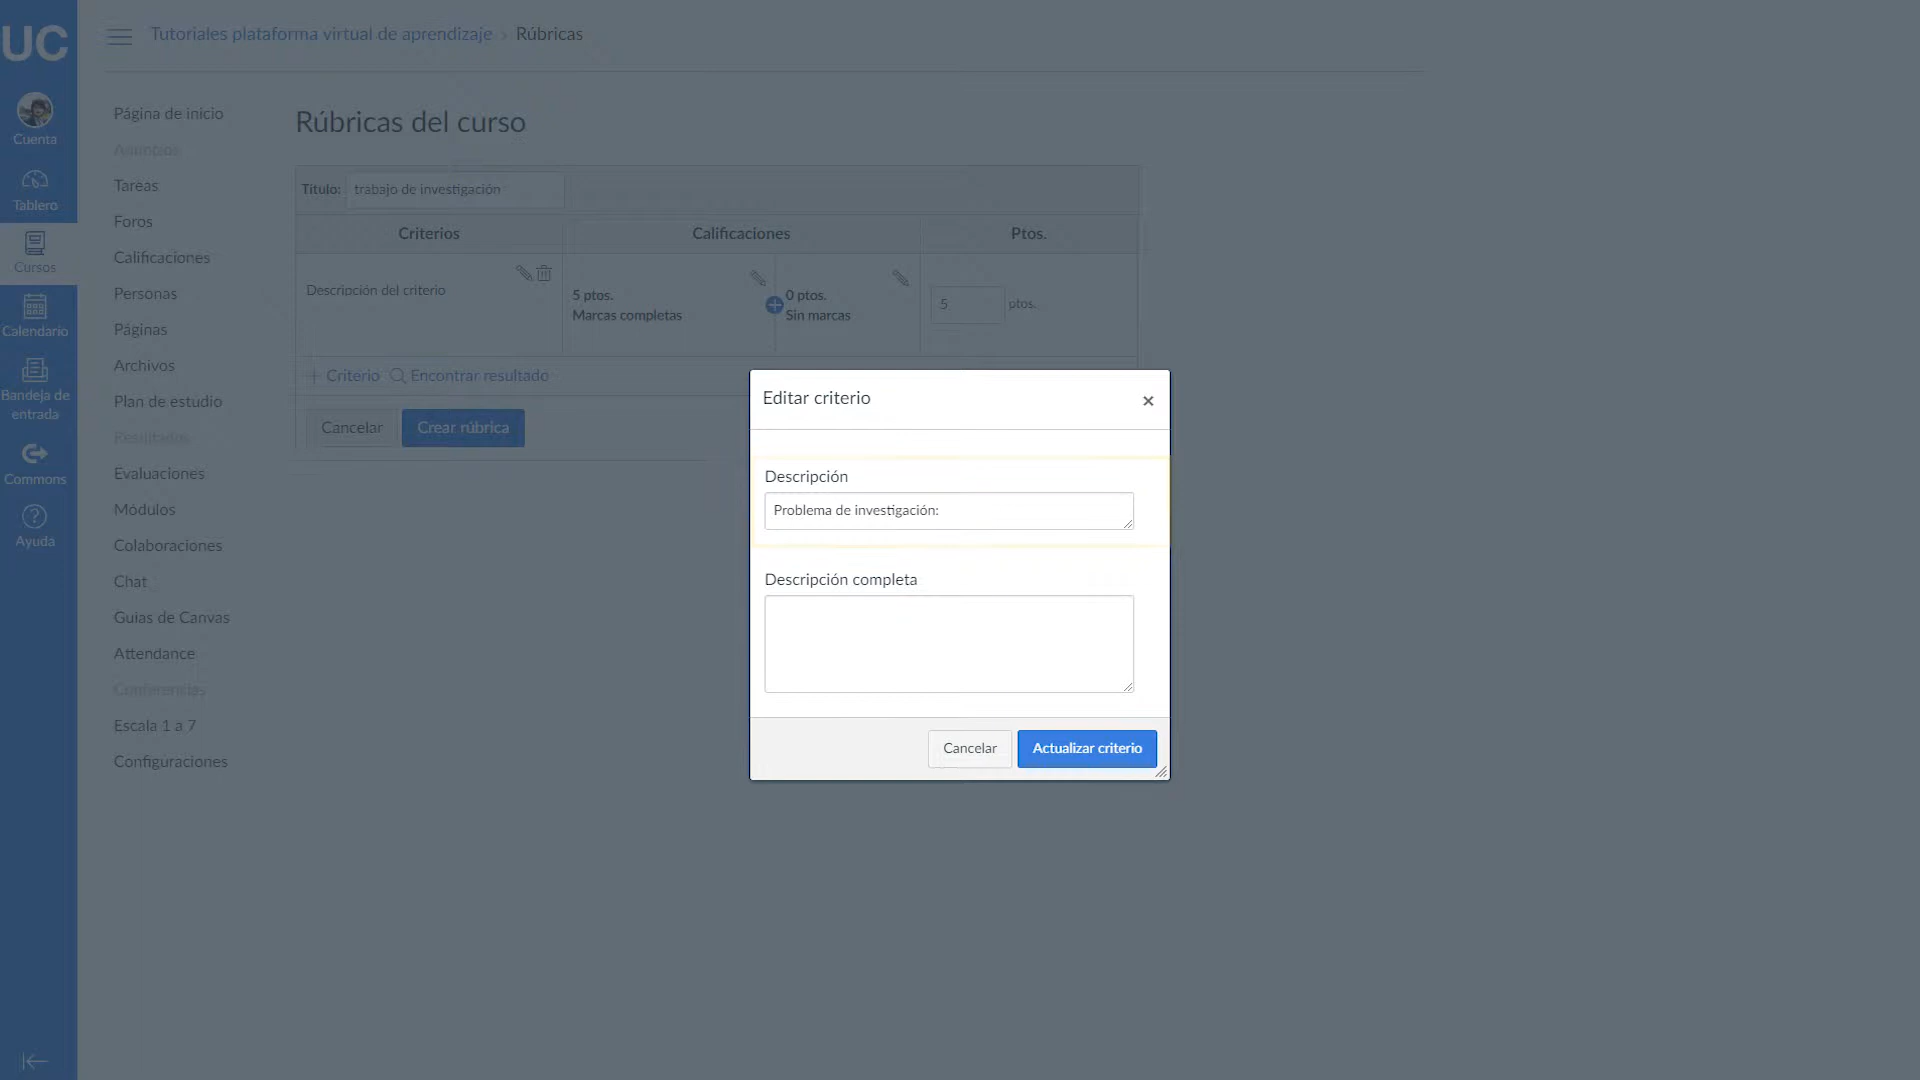 UC
Tutoriales plataforma virtual de aprendizaje › Rúbricas
Cuenta
Tablero
Cursos
Calendario
Bandeja de
entrada
Commons
Ayuda
Página de inicio
Anuncios
Tareas
Foros
Calificaciones
Personas
Páginas
Archivos
Plan de estudio
Resultados
Evaluaciones
Módulos
Colaboraciones
Chat
Guias de Canvas
Attendance
Conferencias
Escala 1 a 7
Configuraciones
Rúbricas del curso
Título: trabajo de investigación
Criterios Calificaciones Ptos.
Descripción del criterio
5 ptos.
Marcas completas
0 ptos.
Sin marcas
5 ptos.
+ Criterio Encontrar resultado
Cancelar Crear rúbrica
Editar criterio ×
Descripción
Problema de investigación:
Descripción completa
Cancelar Actualizar criterio